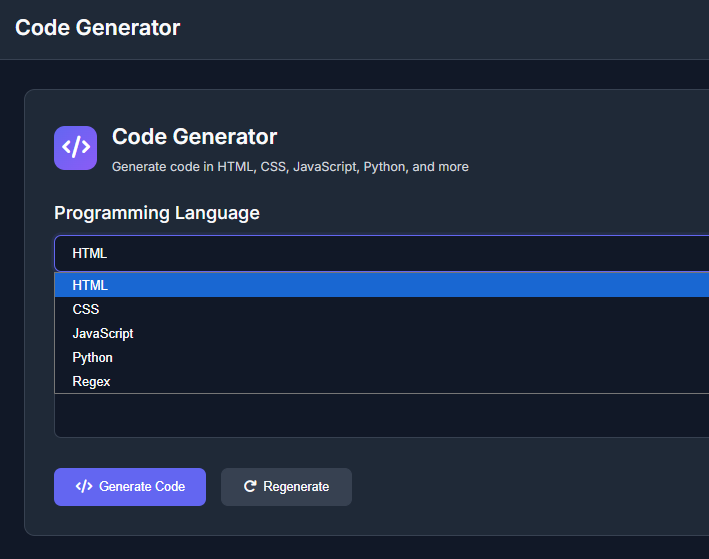 Code Generator
Code Generator
Generate code in HTML, CSS, JavaScript, Python, and more
Programming Language
HTML
HTML
CSS
JavaScript
Python
Regex
Generate Code
Regenerate